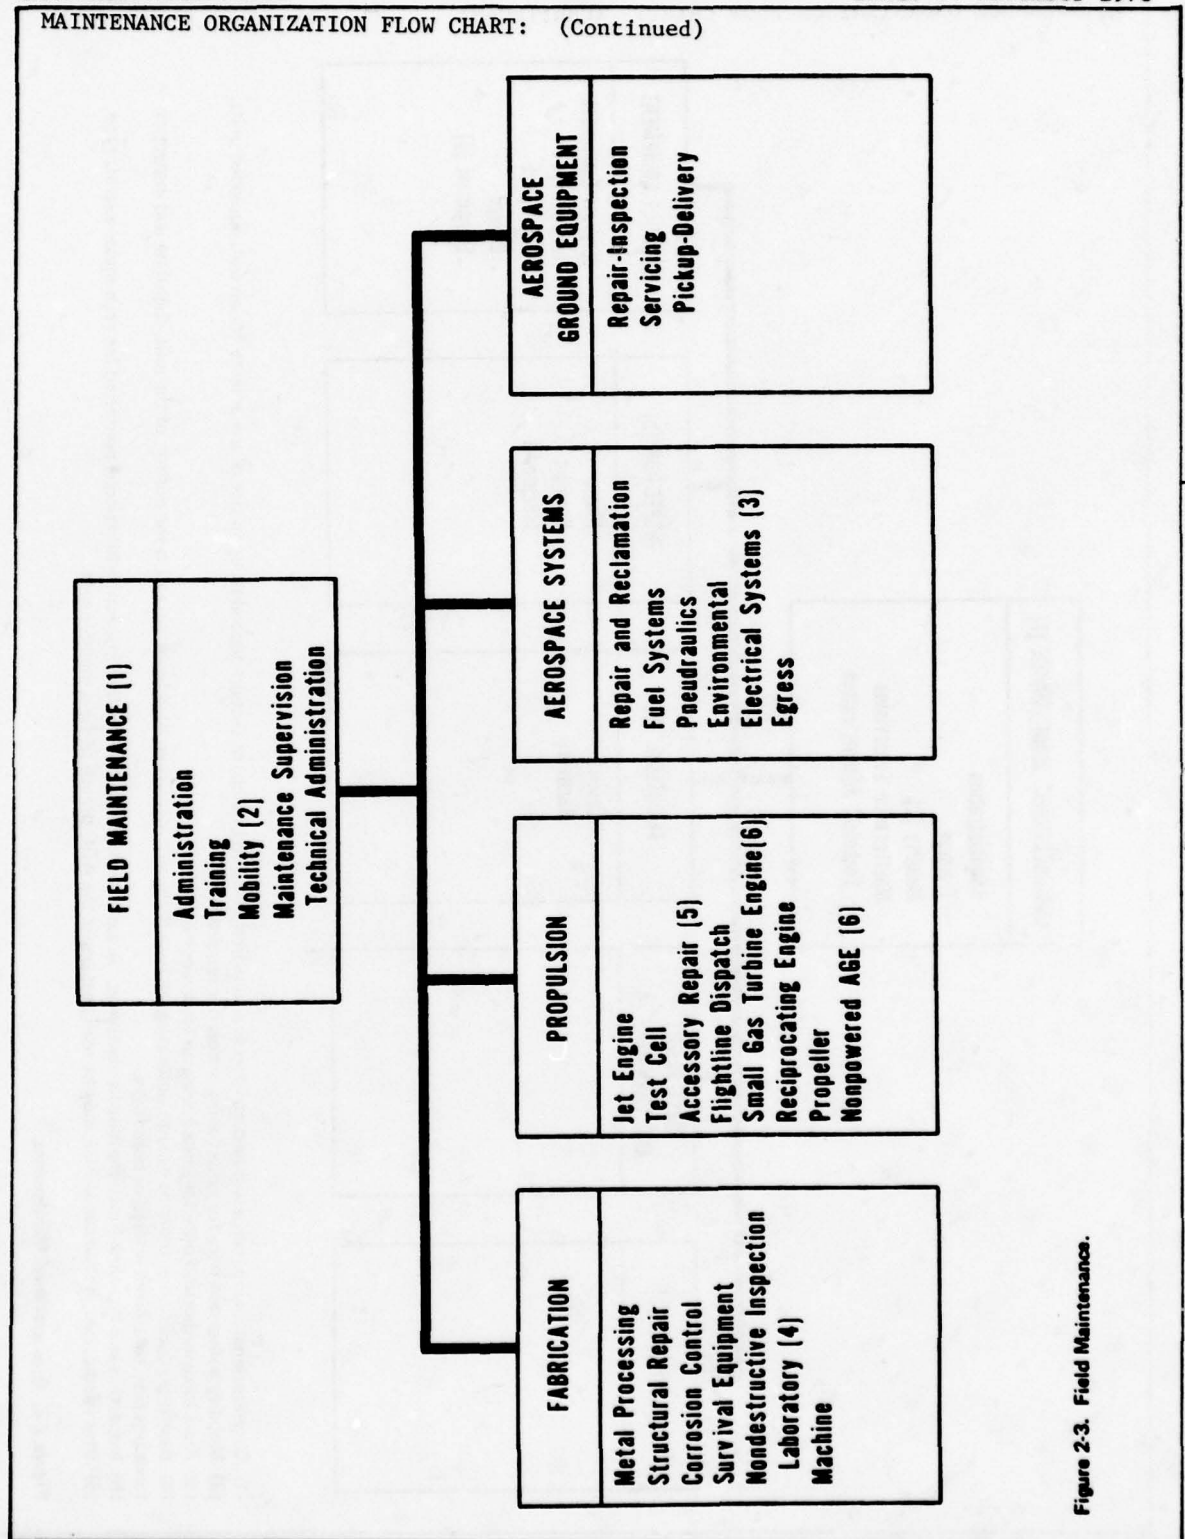 MAINTENANCE ORGANIZATION FLOW CHART: (Continued)
FIELD MAINTENANCE (1)
Administration
Training
Mobility (2)
Maintenance Supervision
Technical Administration
FABRICATION
Metal Processing
Structural Repair
Corrosion Control
Survival Equipment
Nondestructive Inspection
Laboratory (4)
Machine
PROPULSION
Jet Engine
Test Cell
Accessory Repair (5)
Flightline Dispatch
Small Gas Turbine Engine(6)
Reciprocating Engine
Propeller
Nonpowered AGE (6)
AEROSPACE SYSTEMS
Repair and Reclamation
Fuel Systems
Pneudraulics
Environmental
Electrical Systems (3)
Egress
AEROSPACE
GROUND EQUIPMENT
Repair-Inspection
Servicing
Pickup-Delivery
Figure 2-3. Field Maintenance.